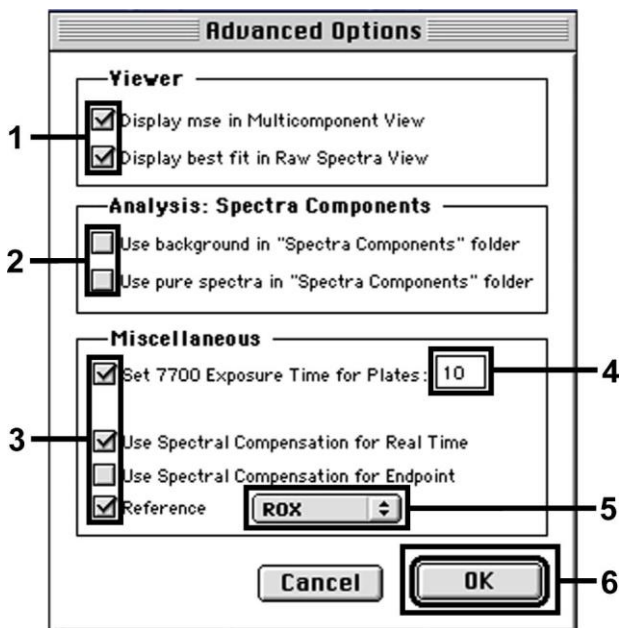 Advanced Options
Viewer
1
Display mse in Multicomponent View
Display best fit in Raw Spectra View
Analysis: Spectra Components
2
Use background in "Spectra Components" folder
Use pure spectra in "Spectra Components" folder
Miscellaneous
Set 7700 Exposure Time for Plates: 10
4
3
Use Spectral Compensation for Real Time
Use Spectral Compensation for Endpoint
Reference ROX
5
Cancel OK
6